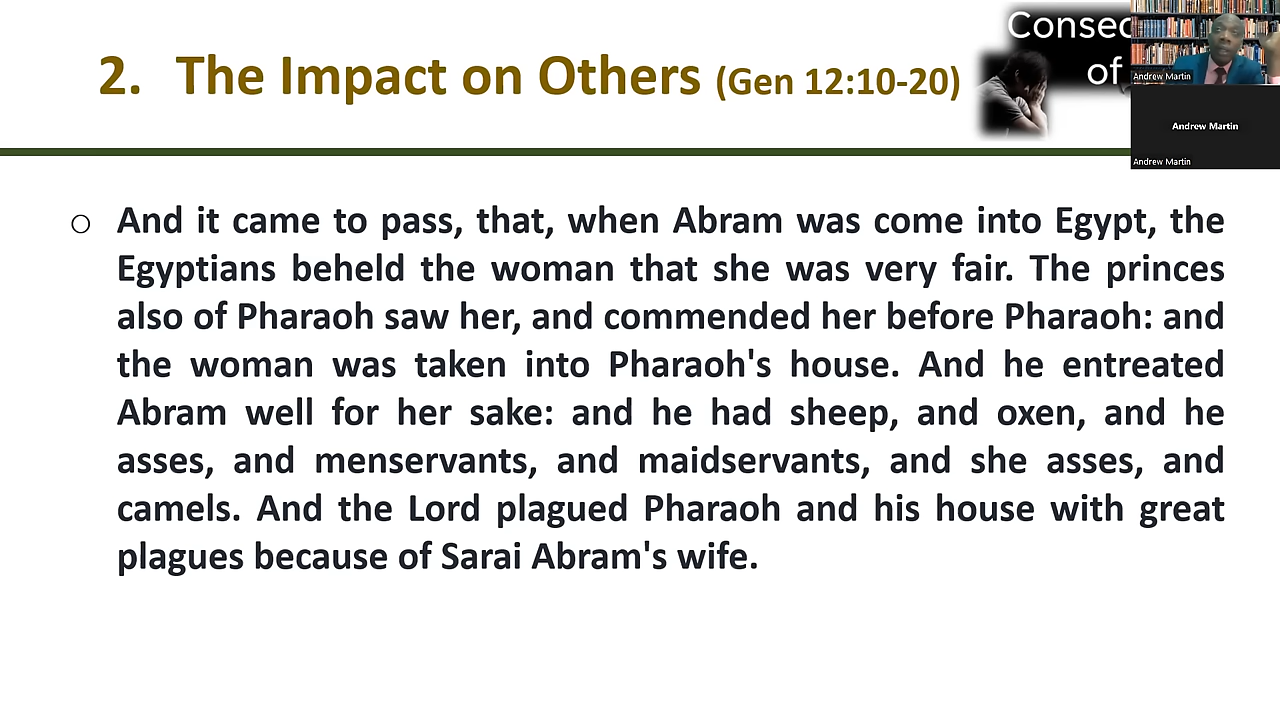 2. The Impact on Others (Gen 12:10-20)
Consec
of
Andrew Martin
Andrew Martin
Andrew Martin
○ And it came to pass, that, when Abram was come into Egypt, the
Egyptians beheld the woman that she was very fair. The princes
also of Pharaoh saw her, and commended her before Pharaoh: and
the woman was taken into Pharaoh's house. And he entreated
Abram well for her sake: and he had sheep, and oxen, and he
asses, and menservants, and maidservants, and she asses, and
camels. And the Lord plagued Pharaoh and his house with great
plagues because of Sarai Abram's wife.